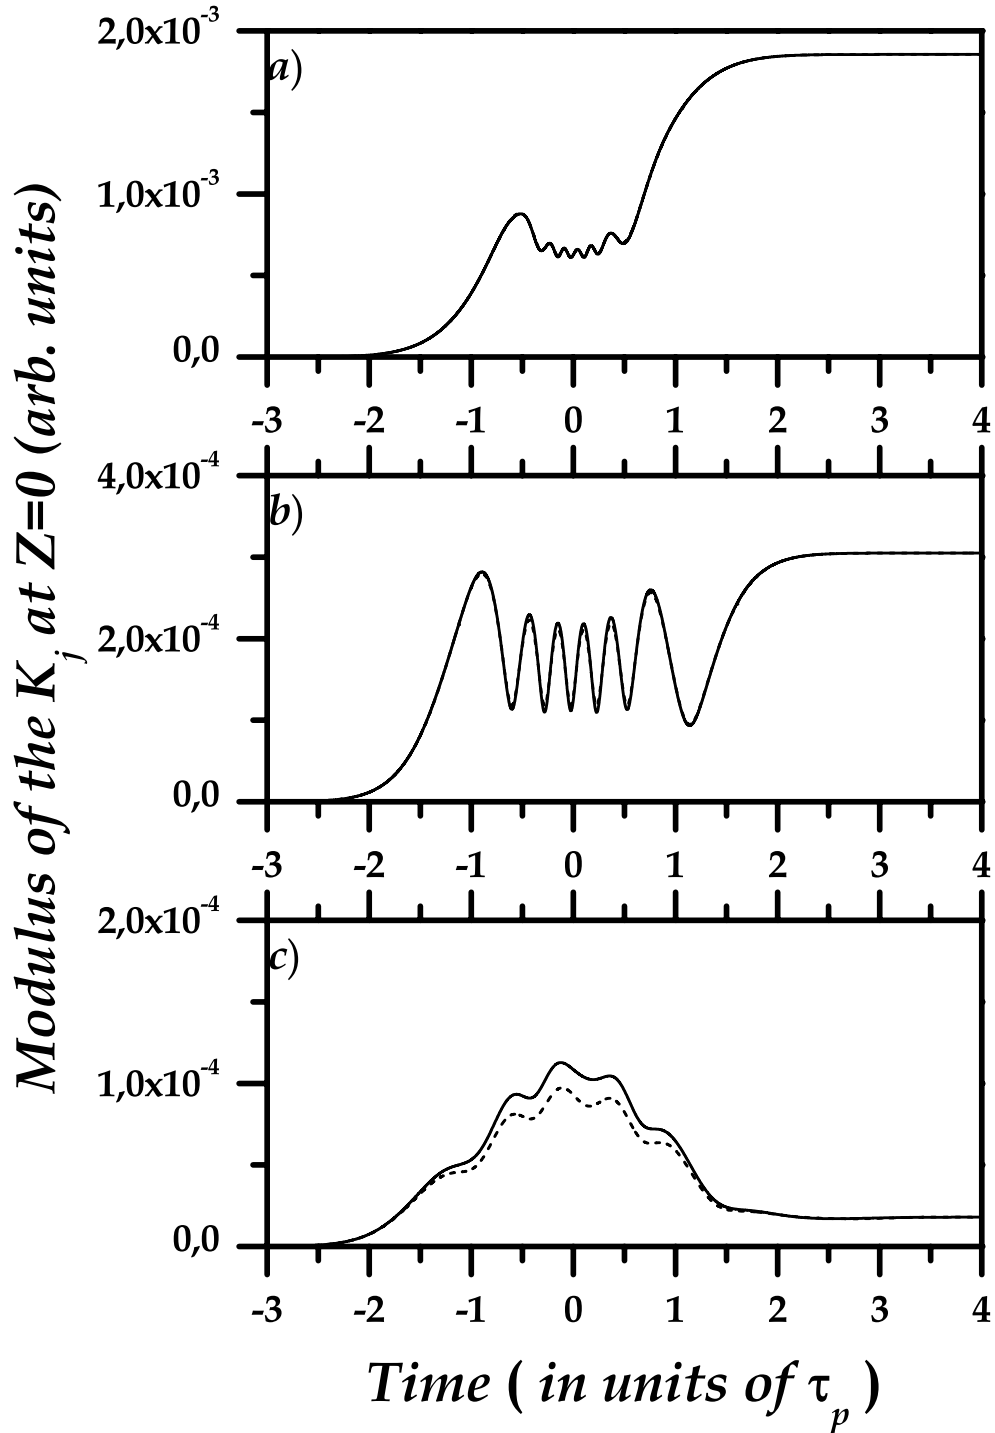 Modulus of the K_j at Z=0 (arb. units)
2,0x10^-3
a)
1,0x10^-3
0,0
-3 -2 -1 0 1 2 3 4
4,0x10^-4
b)
2,0x10^-4
0,0
-3 -2 -1 0 1 2 3 4
2,0x10^-4
c)
1,0x10^-4
0,0
-3 -2 -1 0 1 2 3 4
Time ( in units of τ_p )